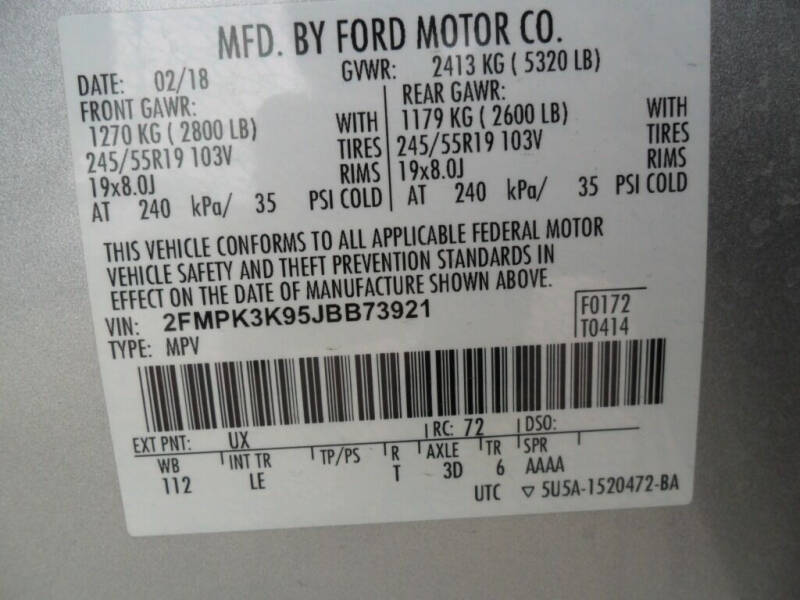 MFD. BY FORD MOTOR CO.
DATE: 02/18 GVWR: 2413 KG ( 5320 LB)
FRONT GAWR: REAR GAWR:
1270 KG ( 2800 LB) WITH 1179 KG ( 2600 LB) WITH
245/55R19 103V TIRES 245/55R19 103V TIRES
19x8.0J RIMS 19x8.0J RIMS
AT 240 kPa/ 35 PSI COLD AT 240 kPa/ 35 PSI COLD
THIS VEHICLE CONFORMS TO ALL APPLICABLE FEDERAL MOTOR
VEHICLE SAFETY AND THEFT PREVENTION STANDARDS IN
EFFECT ON THE DATE OF MANUFACTURE SHOWN ABOVE.
VIN: 2FMPK3K95JBB73921 F0172
TYPE: MPV T0414
EXT PNT: UX RC: 72 DSO:
WB INT TR TP/PS R AXLE TR SPR
112 LE T 3D 6 AAAA
UTC ▽ 5U5A-1520472-BA